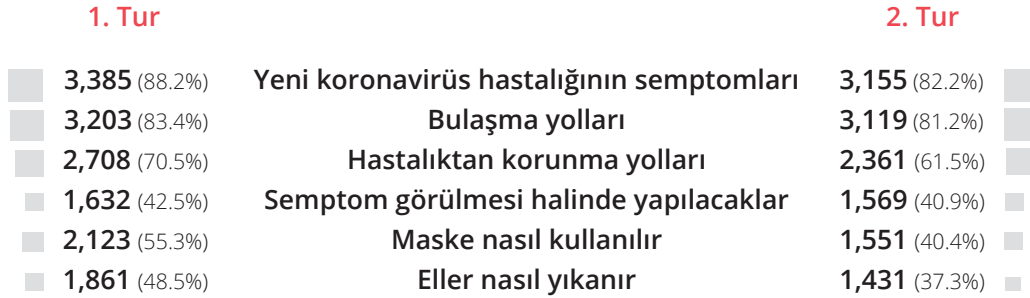 1. Tur 2. Tur
3,385 (88.2%) Yeni koronavirüs hastalığının semptomları 3,155 (82.2%)
3,203 (83.4%) Bulaşma yolları 3,119 (81.2%)
2,708 (70.5%) Hastalıktan korunma yolları 2,361 (61.5%)
1,632 (42.5%) Semptom görülmesi halinde yapılacaklar 1,569 (40.9%)
2,123 (55.3%) Maske nasıl kullanılır 1,551 (40.4%)
1,861 (48.5%) Eller nasıl yıkanır 1,431 (37.3%)